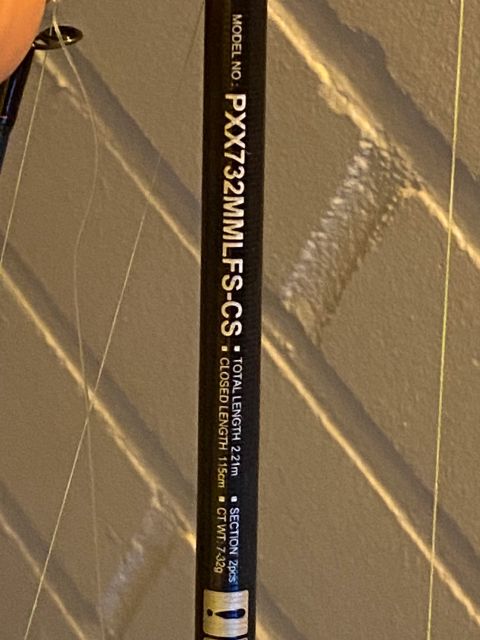 MODEL NO : PXX732MMLFS-CS ▪ TOTAL LENGTH 2.21m ▪ SECTION 2pcs
▪ CLOSED LENGTH 115cm ▪ CT WT: 7-32g
!